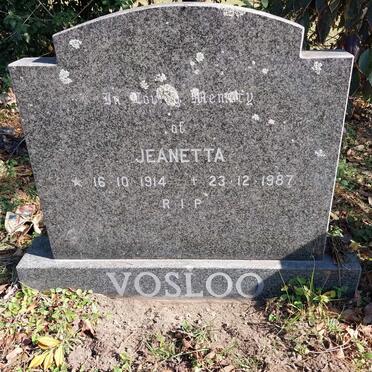 In Loving Memory
of
JEANETTA
* 16.10.1914 † 23.12.1987
R.I.P
VOSLOO